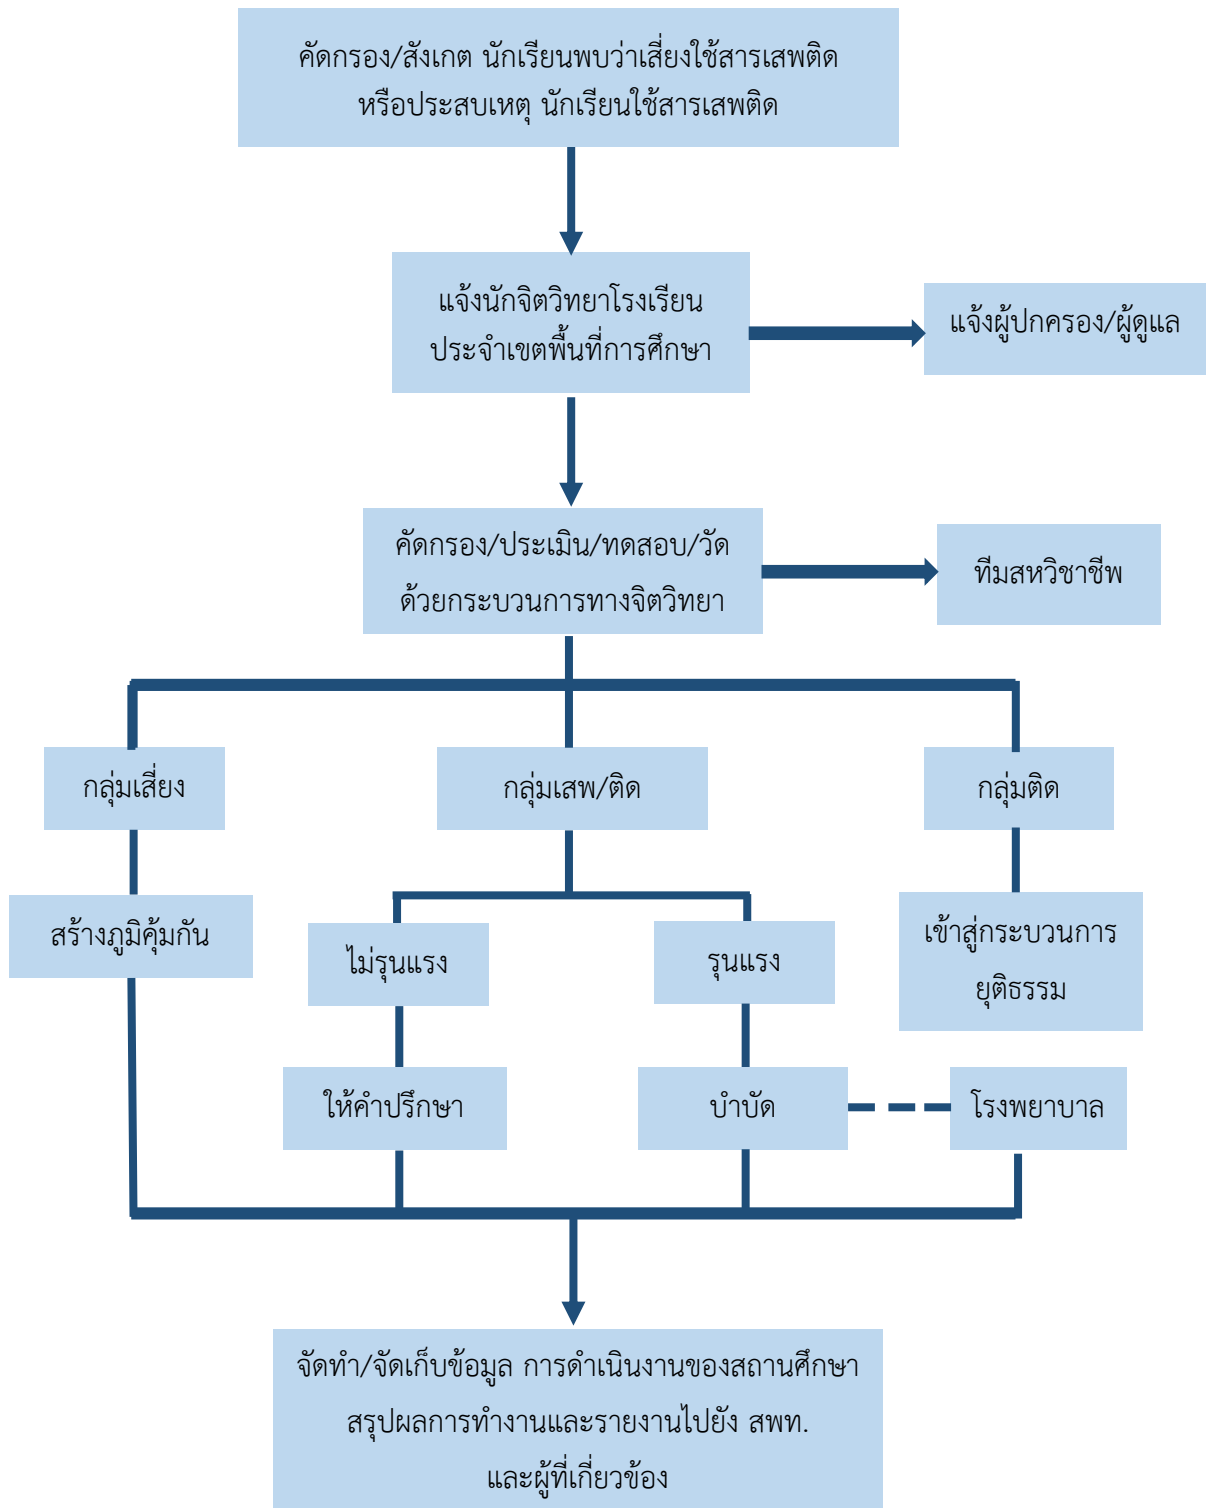 คัดกรอง/สังเกต นักเรียนพบว่าเสี่ยงใช้สารเสพติด
หรือประสบเหตุ นักเรียนใช้สารเสพติด
แจ้งนักจิตวิทยาโรงเรียน
ประจำเขตพื้นที่การศึกษา
แจ้งผู้ปกครอง/ผู้ดูแล
คัดกรอง/ประเมิน/ทดสอบ/วัด
ด้วยกระบวนการทางจิตวิทยา
ทีมสหวิชาชีพ
กลุ่มเสี่ยง
กลุ่มเสพ/ติด
กลุ่มติด
สร้างภูมิคุ้มกัน
ไม่รุนแรง
รุนแรง
เข้าสู่กระบวนการ
ยุติธรรม
ให้คำปรึกษา
บำบัด
โรงพยาบาล
จัดทำ/จัดเก็บข้อมูล การดำเนินงานของสถานศึกษา
สรุปผลการทำงานและรายงานไปยัง สพท.
และผู้ที่เกี่ยวข้อง